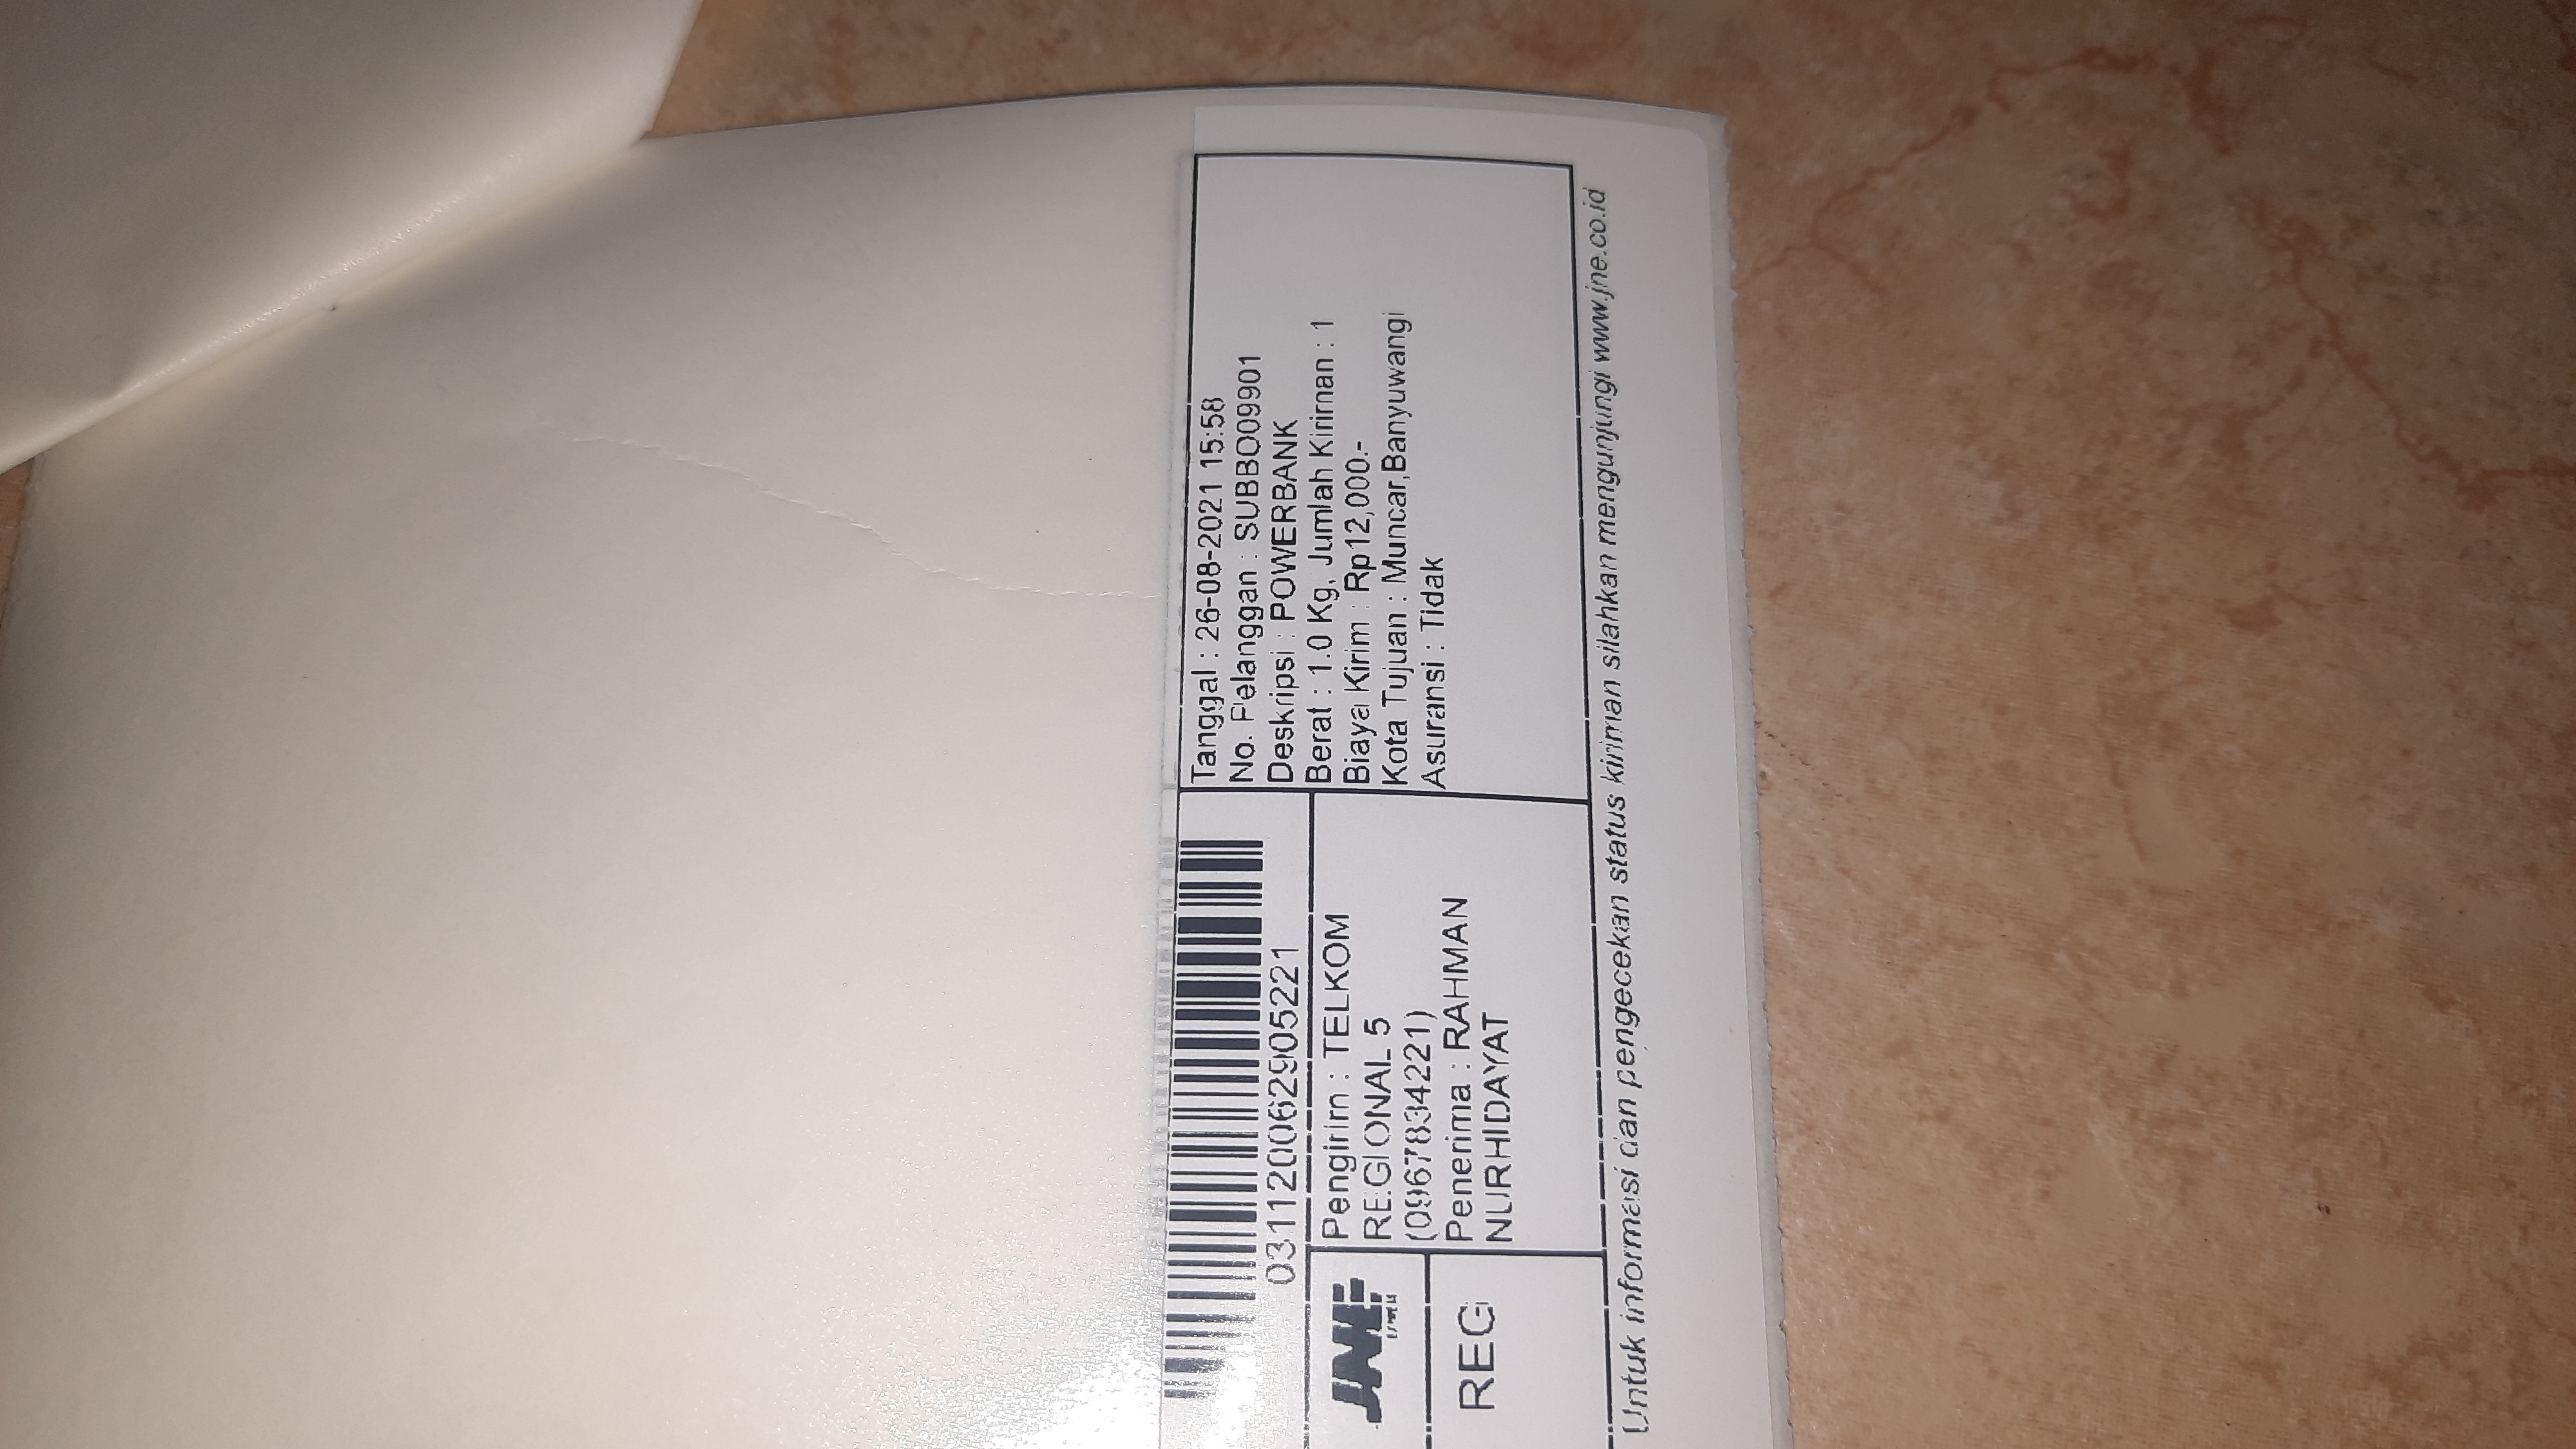 031120062905221
JNE
EXPRESS
REG
Pengirim : TELKOM
REGIONAL 5
(0967834221)
Penerima : RAHMAN
NURHIDAYAT
Tanggal : 26-08-2021 15:58
No. Pelanggan : SUBBO09901
Deskripsi : POWERBANK
Berat : 1.0 Kg, Jumlah Kiriman : 1
Biaya Kirim : Rp12,000.-
Kota Tujuan : Muncar,Banyuwangi
Asuransi : Tidak
Untuk informasi dan pengecekan status kiriman silahkan mengunjungi www.jne.co.id